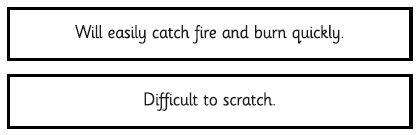 Will easily catch fire and burn quickly.
Difficult to scratch.